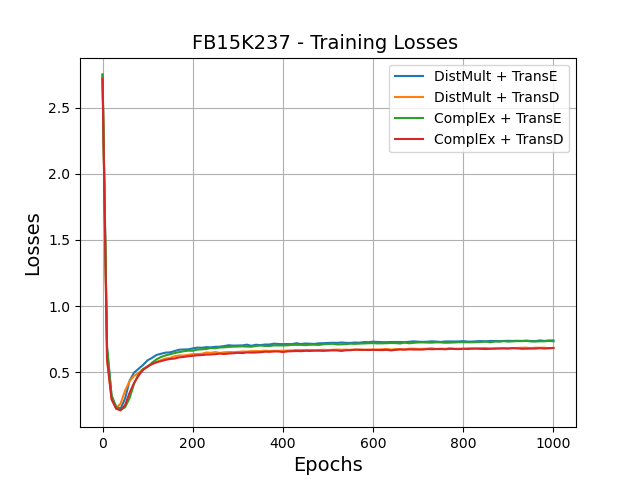 FB15K237 - Training Losses
DistMult + TransE
DistMult + TransD
ComplEx + TransE
ComplEx + TransD
Losses
2.5
2.0
1.5
1.0
0.5
0 200 400 600 800 1000
Epochs